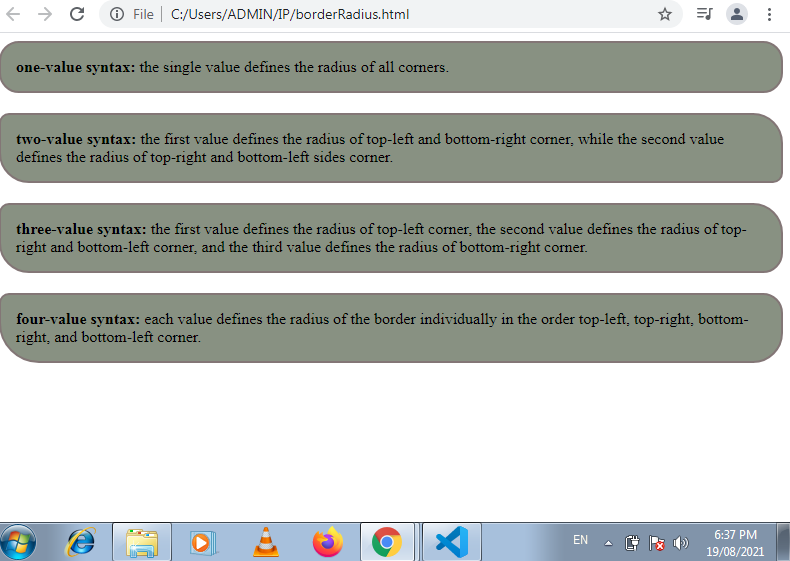 File | C:/Users/ADMIN/IP/borderRadius.html
one-value syntax: the single value defines the radius of all corners.
two-value syntax: the first value defines the radius of top-left and bottom-right corner, while the second value
defines the radius of top-right and bottom-left sides corner.
three-value syntax: the first value defines the radius of top-left corner, the second value defines the radius of top-
right and bottom-left corner, and the third value defines the radius of bottom-right corner.
four-value syntax: each value defines the radius of the border individually in the order top-left, top-right, bottom-
right, and bottom-left corner.
EN
6:37 PM
19/08/2021